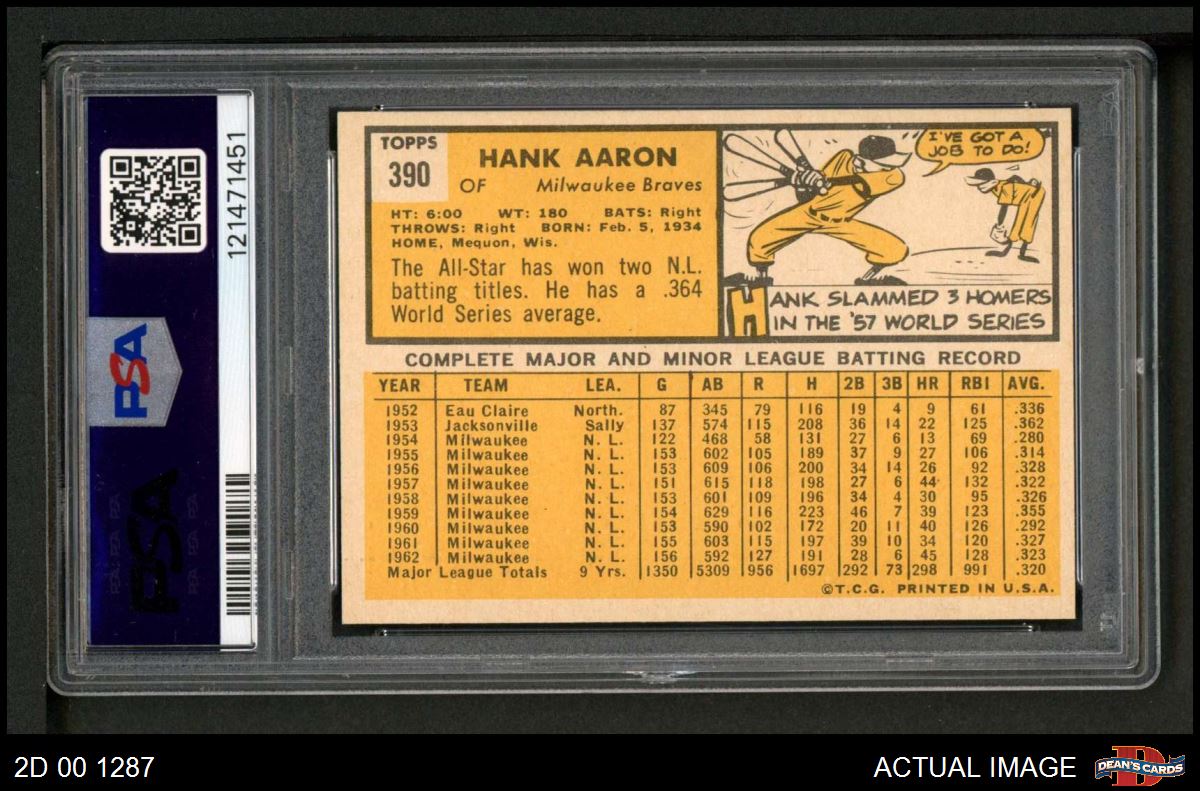 121471451
PSA
PSA
TOPPS
390
HANK AARON
OF Milwaukee Braves
HT: 6:00 WT: 180 BATS: Right
THROWS: Right BORN: Feb. 5, 1934
HOME, Mequon, Wis.
The All-Star has won two N.L.
batting titles. He has a .364
World Series average.
I'VE GOT A
JOB TO DO!
HANK SLAMMED 3 HOMERS
IN THE '57 WORLD SERIES
COMPLETE MAJOR AND MINOR LEAGUE BATTING RECORD
YEAR TEAM LEA. G AB R H 2B 3B HR RBI AVG.
1952 Eau Claire North. 87 345 79 116 19 4 9 61 .336
1953 Jacksonville Sally 137 574 115 208 36 14 22 125 .362
1954 Milwaukee N. L. 122 468 58 131 27 6 13 69 .280
1955 Milwaukee N. L. 153 602 105 189 37 9 27 106 .314
1956 Milwaukee N. L. 153 609 106 200 34 14 26 92 .328
1957 Milwaukee N. L. 151 615 118 198 27 6 44 132 .322
1958 Milwaukee N. L. 153 601 109 196 34 4 30 95 .326
1959 Milwaukee N. L. 154 629 116 223 46 7 39 123 .355
1960 Milwaukee N. L. 153 590 102 172 20 11 40 126 .292
1961 Milwaukee N. L. 155 603 115 197 39 10 34 120 .327
1962 Milwaukee N. L. 156 592 127 191 28 6 45 128 .323
Major League Totals 9 Yrs. 1350 5309 956 1697 292 73 298 991 .320
©T.C.G. PRINTED IN U.S.A.
2D 00 1287
ACTUAL IMAGE
DEAN'S CARDS